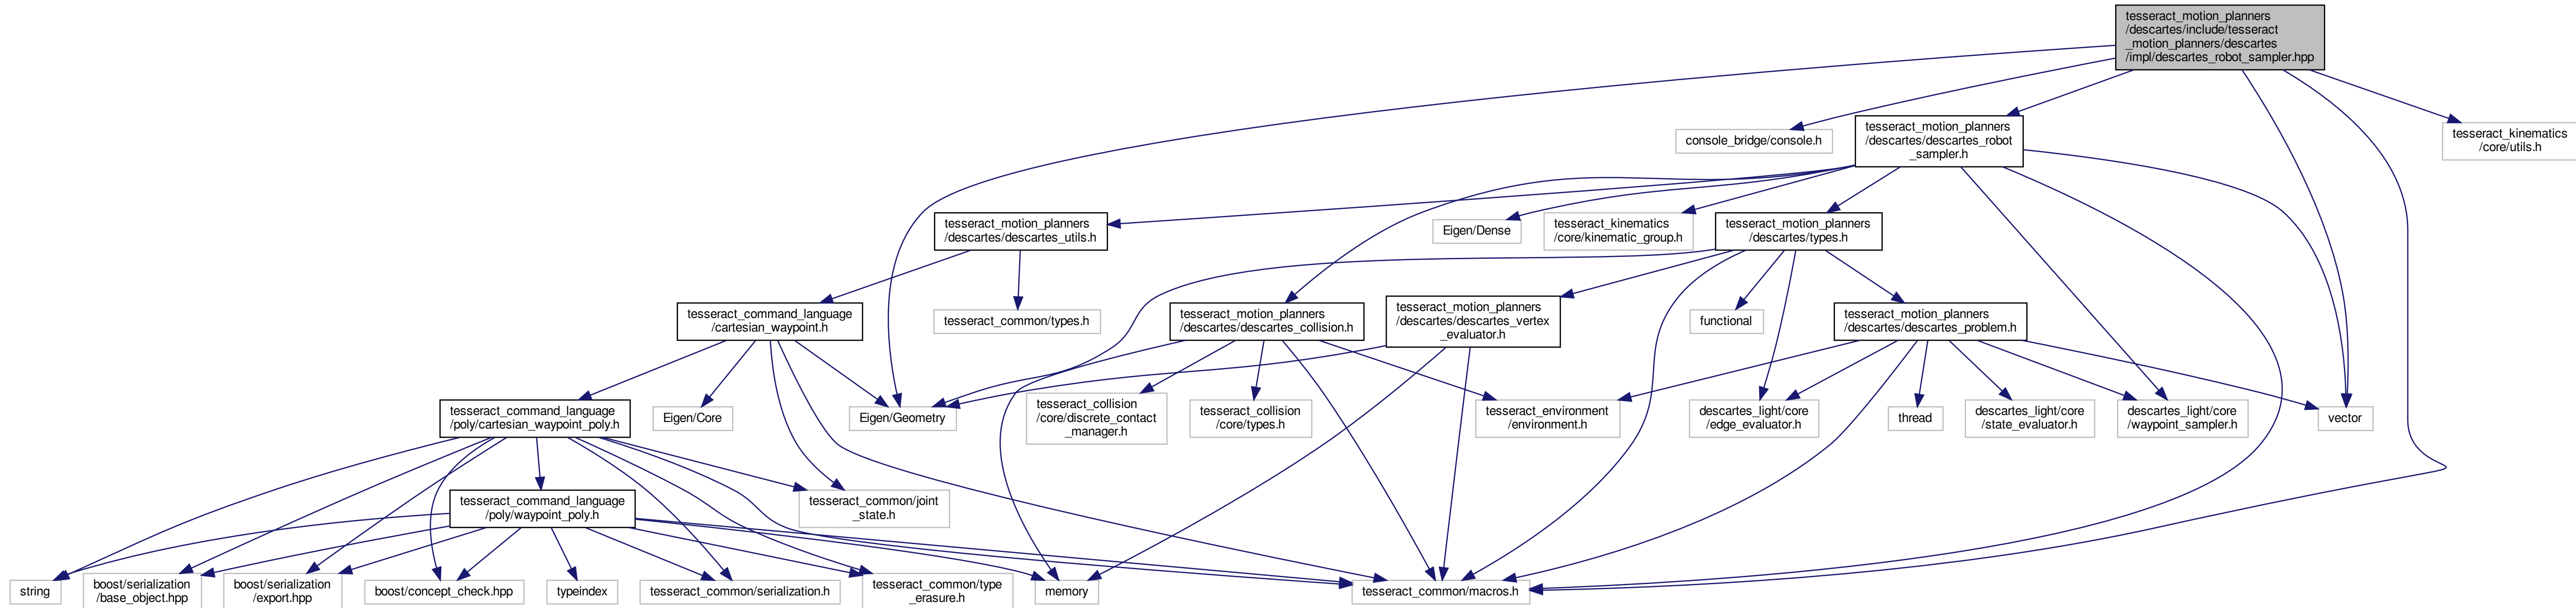 tesseract_motion_planners
/descartes/include/tesseract
_motion_planners/descartes
/impl/descartes_robot_sampler.hpp
console_bridge/console.h
tesseract_motion_planners
/descartes/descartes_robot
_sampler.h
tesseract_kinematics
/core/utils.h
tesseract_motion_planners
/descartes/descartes_utils.h
Eigen/Dense
tesseract_kinematics
/core/kinematic_group.h
tesseract_motion_planners
/descartes/types.h
tesseract_command_language
/cartesian_waypoint.h
tesseract_common/types.h
tesseract_motion_planners
/descartes/descartes_collision.h
tesseract_motion_planners
/descartes/descartes_vertex
_evaluator.h
functional
tesseract_motion_planners
/descartes/descartes_problem.h
tesseract_command_language
/poly/cartesian_waypoint_poly.h
Eigen/Core
Eigen/Geometry
tesseract_collision
/core/discrete_contact
_manager.h
tesseract_collision
/core/types.h
tesseract_environment
/environment.h
descartes_light/core
/edge_evaluator.h
thread
descartes_light/core
/state_evaluator.h
descartes_light/core
/waypoint_sampler.h
vector
tesseract_command_language
/poly/waypoint_poly.h
tesseract_common/joint
_state.h
string
boost/serialization
/base_object.hpp
boost/serialization
/export.hpp
boost/concept_check.hpp
typeindex
tesseract_common/serialization.h
tesseract_common/type
_erasure.h
memory
tesseract_common/macros.h